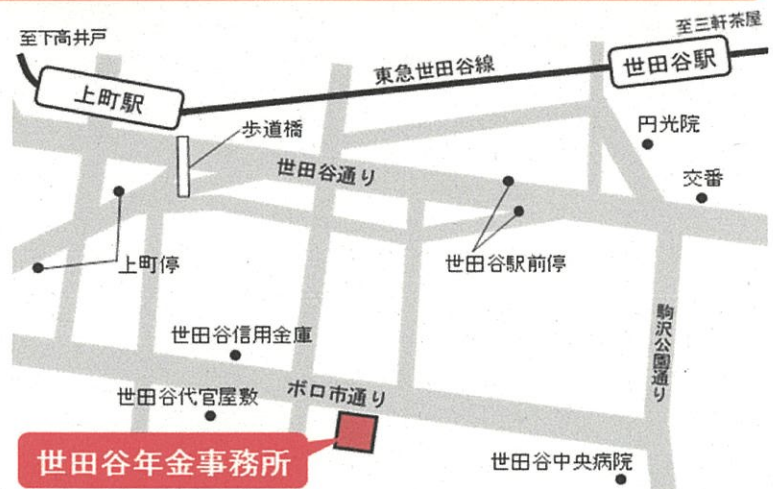 至下高井戸
至三軒茶屋
上町駅
東急世田谷線
世田谷駅
歩道橋
円光院
世田谷通り
交番
上町停
世田谷駅前停
駒沢公園通り
世田谷信用金庫
世田谷代官屋敷
ボロ市通り
世田谷年金事務所
世田谷中央病院